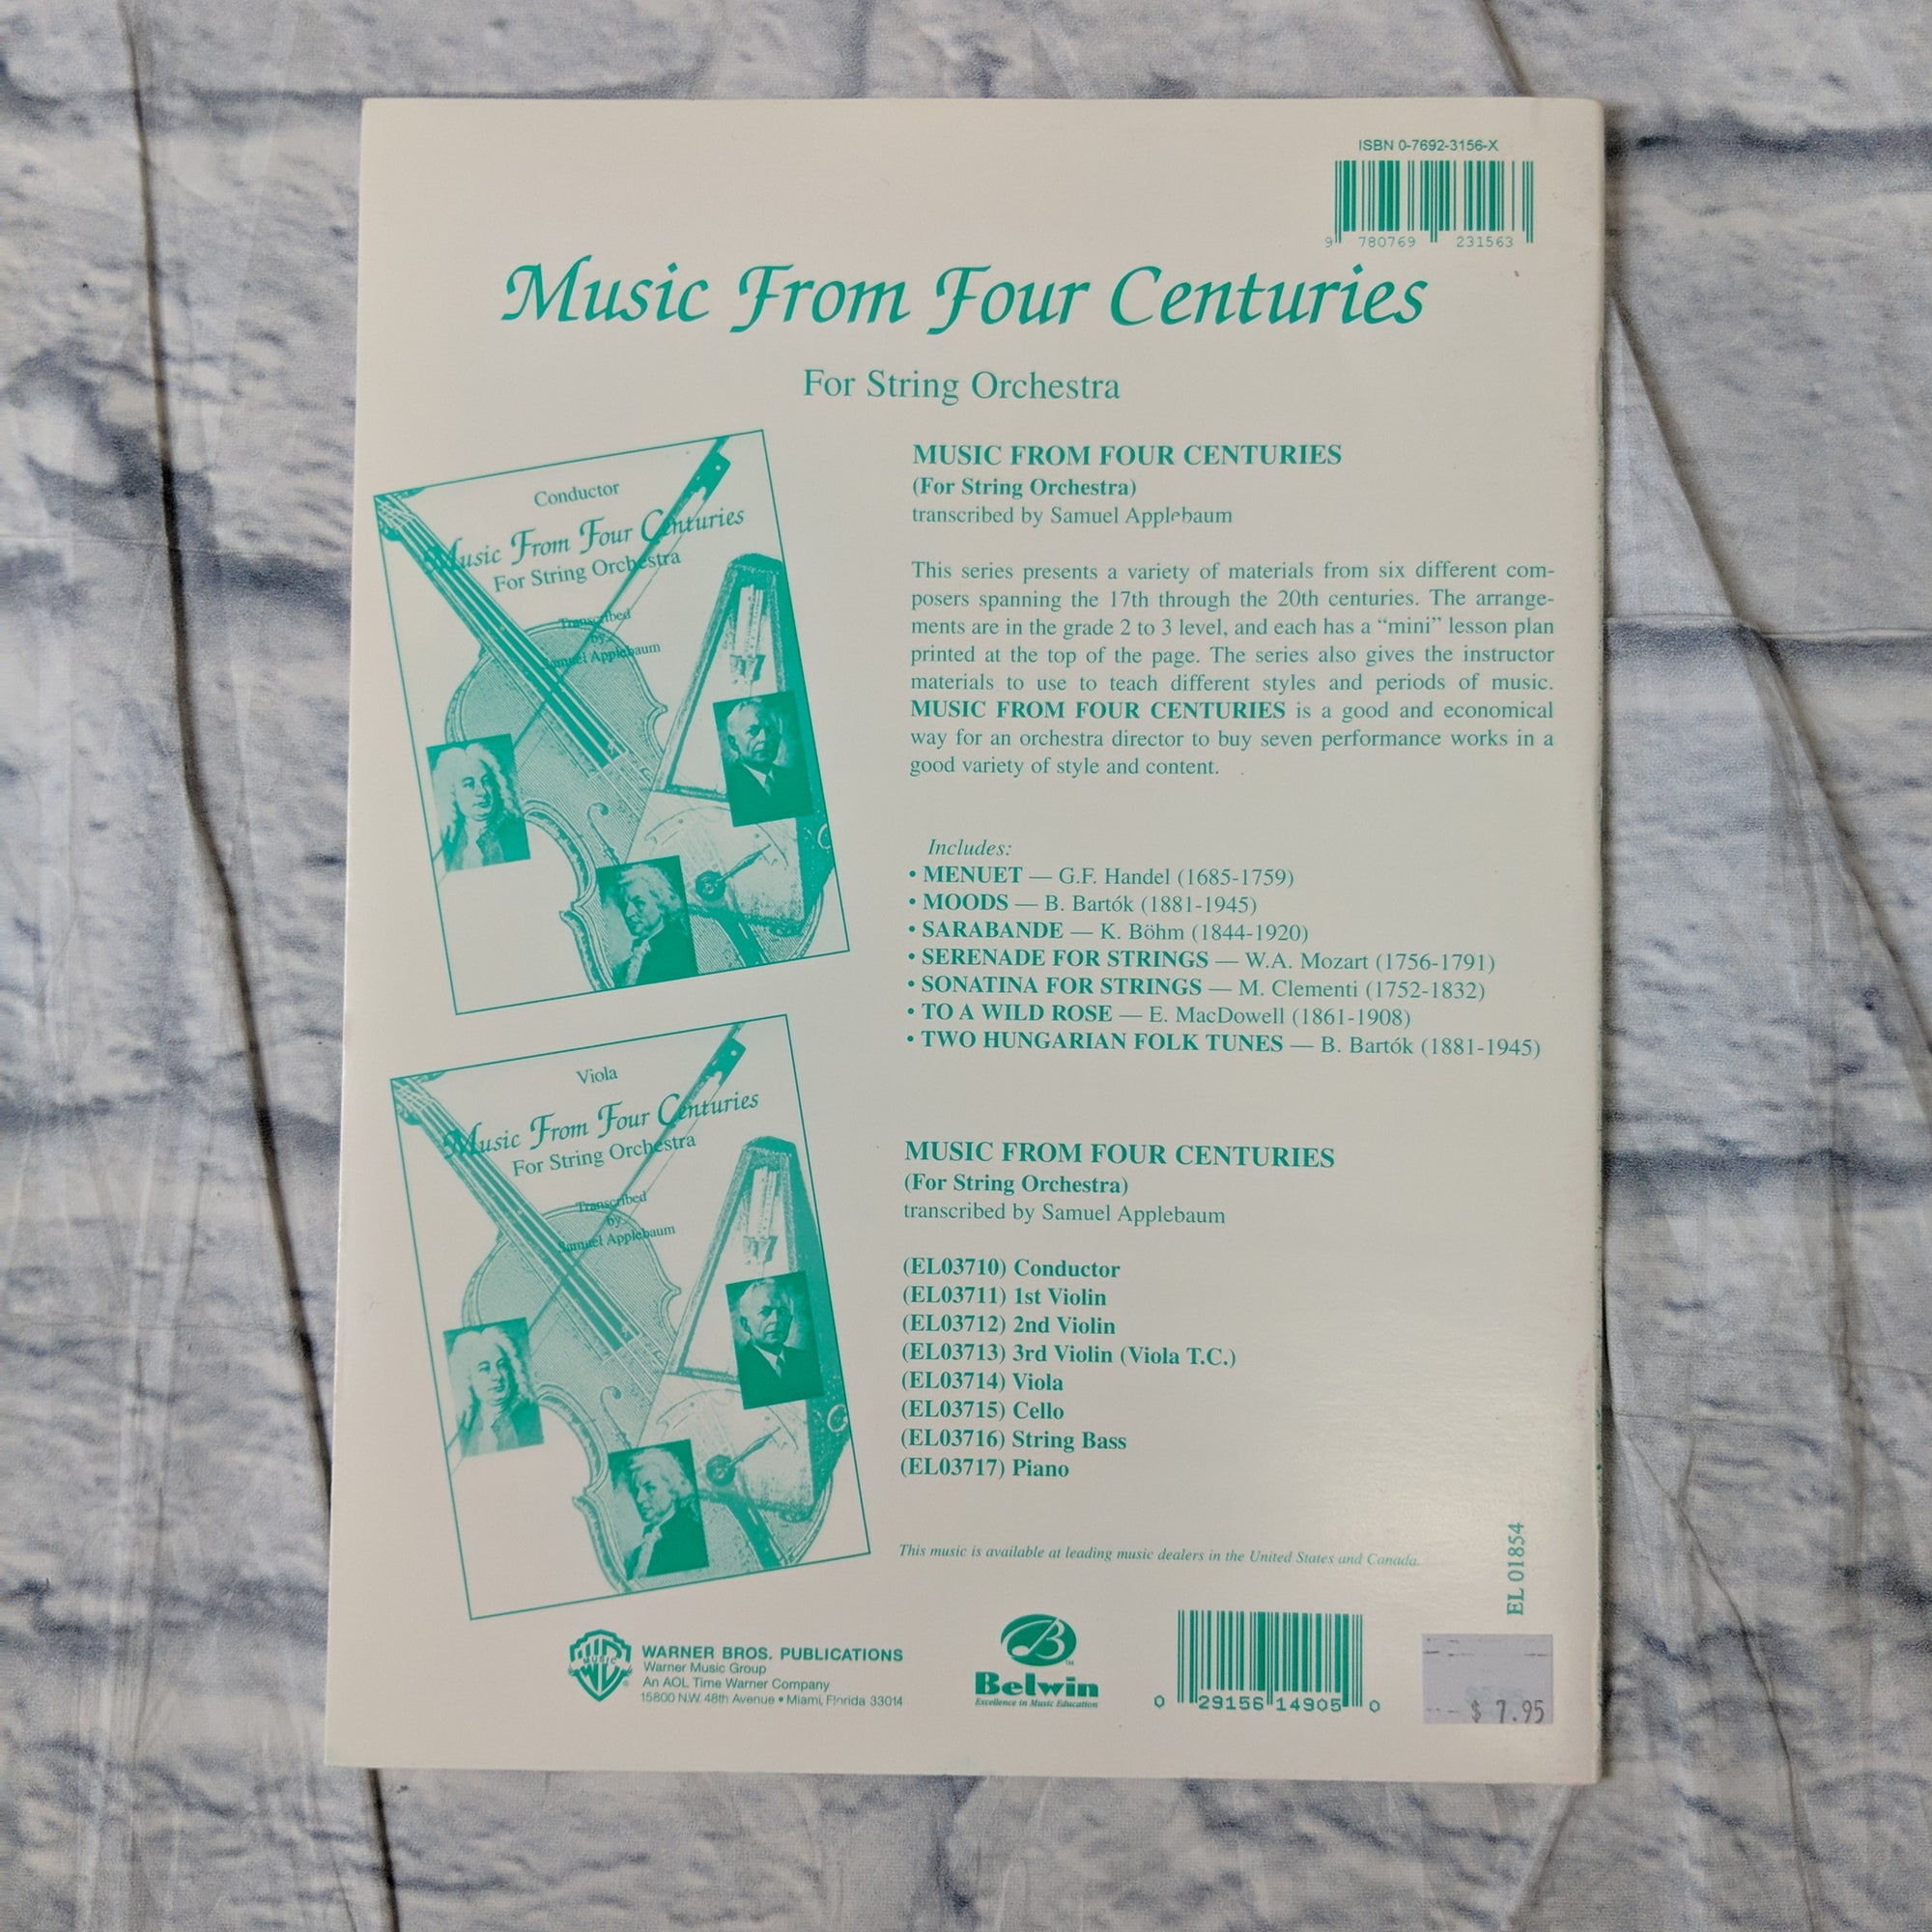 ISBN 0-7692-3156-X
9 780769 231563
Music From Four Centuries
For String Orchestra
Conductor
Music From Four Centuries
For String Orchestra
Transcribed
by
Samuel Applebaum
MUSIC FROM FOUR CENTURIES
(For String Orchestra)
transcribed by Samuel Applebaum
This series presents a variety of materials from six different com-
posers spanning the 17th through the 20th centuries. The arrange-
ments are in the grade 2 to 3 level, and each has a “mini” lesson plan
printed at the top of the page. The series also gives the instructor
materials to use to teach different styles and periods of music.
MUSIC FROM FOUR CENTURIES is a good and economical
way for an orchestra director to buy seven performance works in a
good variety of style and content.
Includes:
• MENUET — G.F. Handel (1685-1759)
• MOODS — B. Bartók (1881-1945)
• SARABANDE — K. Böhm (1844-1920)
• SERENADE FOR STRINGS — W.A. Mozart (1756-1791)
• SONATINA FOR STRINGS — M. Clementi (1752-1832)
• TO A WILD ROSE — E. MacDowell (1861-1908)
• TWO HUNGARIAN FOLK TUNES — B. Bartók (1881-1945)
Viola
Music From Four Centuries
For String Orchestra
Transcribed
by
Samuel Applebaum
MUSIC FROM FOUR CENTURIES
(For String Orchestra)
transcribed by Samuel Applebaum
(EL03710) Conductor
(EL03711) 1st Violin
(EL03712) 2nd Violin
(EL03713) 3rd Violin (Viola T.C.)
(EL03714) Viola
(EL03715) Cello
(EL03716) String Bass
(EL03717) Piano
This music is available at leading music dealers in the United States and Canada.
EL 01854
WB MUSIC
WARNER BROS. PUBLICATIONS
Warner Music Group
An AOL Time Warner Company
15800 N.W. 48th Avenue • Miami, Florida 33014
B™
Belwin
Excellence in Music Education
0 29156 14905 0
$ 7.95